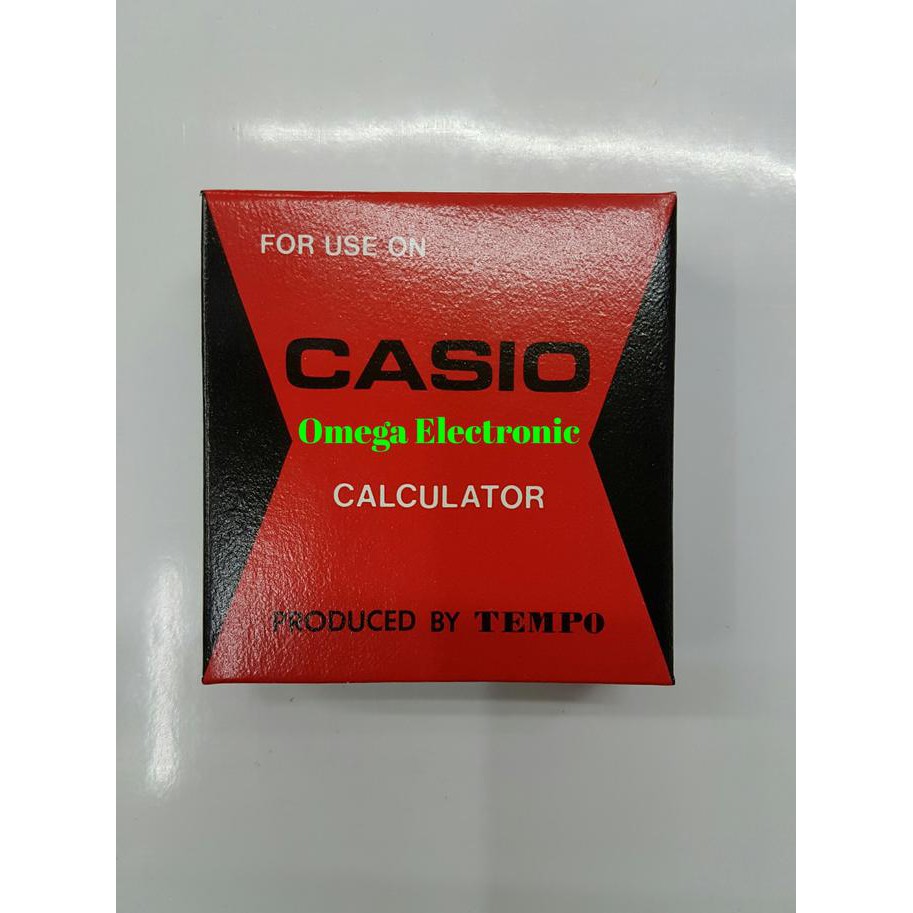 FOR USE ON
CASIO
Omega Electronic
CALCULATOR
PRODUCED BY TEMPO